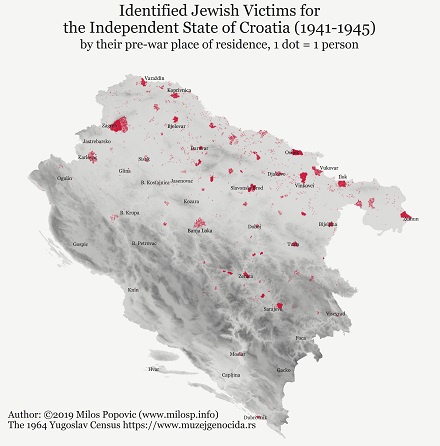 Identified Jewish Victims for
the Independent State of Croatia (1941-1945)
by their pre-war place of residence, 1 dot = 1 person
Varaždin
Koprivnica
Zagreb
Bjelovar
Jastrebarsko
Karlovac
Sisak
Daruvar
Osijek
Vukovar
Glina
Đakovo
Ilok
Ogulin
B. Kostajnica
Jasenovac
Slavonski Brod
Vinkovci
Kozara
Zemun
B. Krupa
Banja Luka
Doboj
Bijeljina
Gospić
B. Petrovac
Tuzla
Zenica
Knin
Sarajevo
Višegrad
Foča
Mostar
Hvar
Čapljina
Gacko
Dubrovnik
Author: ©2019 Milos Popovic (www.milosp.info)
The 1964 Yugoslav Census https://www.muzejgenocida.rs